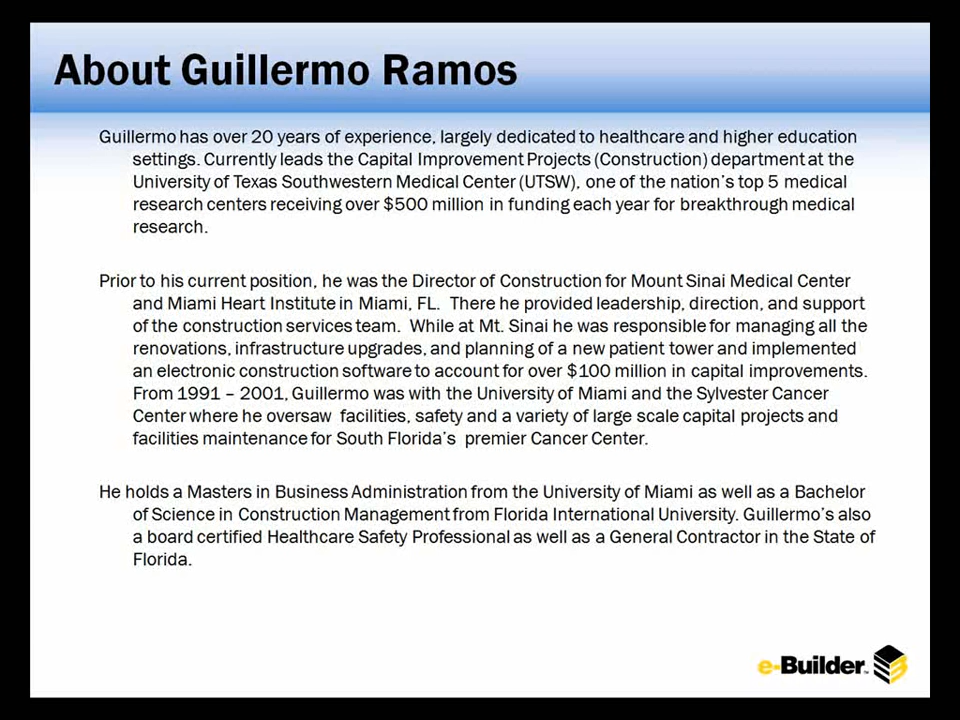 About Guillermo Ramos
Guillermo has over 20 years of experience, largely dedicated to healthcare and higher education
settings. Currently leads the Capital Improvement Projects (Construction) department at the
University of Texas Southwestern Medical Center (UTSW), one of the nation's top 5 medical
research centers receiving over $500 million in funding each year for breakthrough medical
research.
Prior to his current position, he was the Director of Construction for Mount Sinai Medical Center
and Miami Heart Institute in Miami, FL.  There he provided leadership, direction, and support
of the construction services team.  While at Mt. Sinai he was responsible for managing all the
renovations, infrastructure upgrades, and planning of a new patient tower and implemented
an electronic construction software to account for over $100 million in capital improvements.
From 1991 – 2001, Guillermo was with the University of Miami and the Sylvester Cancer
Center where he oversaw  facilities, safety and a variety of large scale capital projects and
facilities maintenance for South Florida's  premier Cancer Center.
He holds a Masters in Business Administration from the University of Miami as well as a Bachelor
of Science in Construction Management from Florida International University. Guillermo's also
a board certified Healthcare Safety Professional as well as a General Contractor in the State of
Florida.
e-Builder™